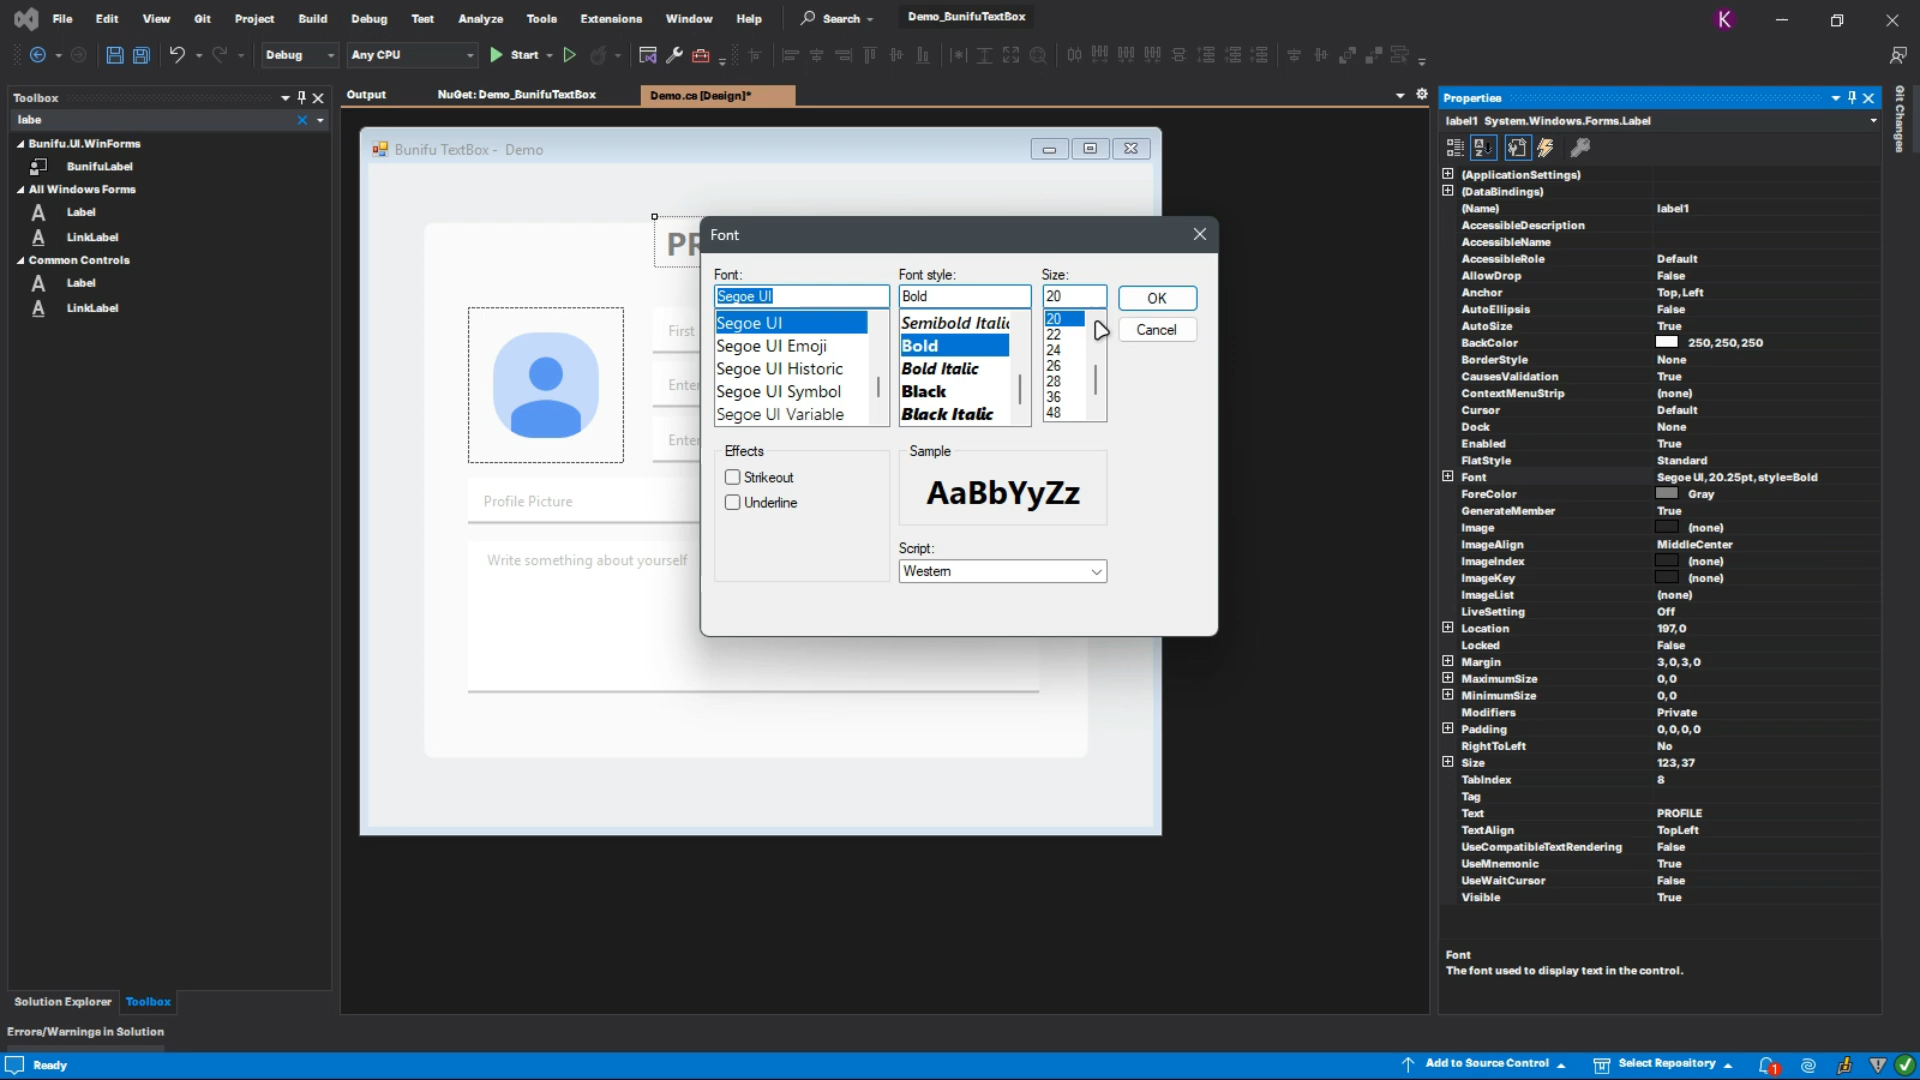 File Edit View Git Project Build Debug Test Analyze Tools Extensions Window Help Search Demo_BunifuTextBox K
Debug Any CPU Start
Toolbox
labe
Bunifu.UI.WinForms
BunifuLabel
All Windows Forms
Label
LinkLabel
Common Controls
Label
LinkLabel
Solution Explorer Toolbox
Errors/Warnings in Solution
Output NuGet: Demo_BunifuTextBox Demo.cs [Design]*
Bunifu TextBox - Demo
First
Enter
Enter
Profile Picture
Write something about yourself
Font
Font: Font style: Size:
Segoe UI Bold 20 OK
Cancel
Segoe UI
Segoe UI Emoji
Segoe UI Historic
Segoe UI Symbol
Segoe UI Variable
Bold
Bold Italic
Black
Black Italic
20
22
24
26
28
36
48
Effects
Strikeout
Underline
Sample
AaBbYyZz
Script:
Western
Properties
label1 System.Windows.Forms.Label
(ApplicationSettings)
(DataBindings)
(Name) label1
AccessibleDescription
AccessibleName
AccessibleRole Default
AllowDrop False
Anchor Top, Left
AutoEllipsis False
AutoSize True
BackColor 250, 250, 250
BorderStyle None
CausesValidation True
ContextMenuStrip (none)
Cursor Default
Dock None
Enabled True
FlatStyle Standard
Font Segoe UI, 20.25pt, style=Bold
ForeColor Gray
GenerateMember True
Image (none)
ImageAlign MiddleCenter
ImageIndex (none)
ImageKey (none)
ImageList (none)
LiveSetting Off
Location 197, 0
Locked False
Margin 3, 0, 3, 0
MaximumSize 0, 0
MinimumSize 0, 0
Modifiers Private
Padding 0, 0, 0, 0
RightToLeft No
Size 123, 37
TabIndex 8
Tag
Text PROFILE
TextAlign TopLeft
UseCompatibleTextRendering False
UseMnemonic True
UseWaitCursor False
Visible True
Font
The font used to display text in the control.
Git Changes
Ready Add to Source Control Select Repository 1